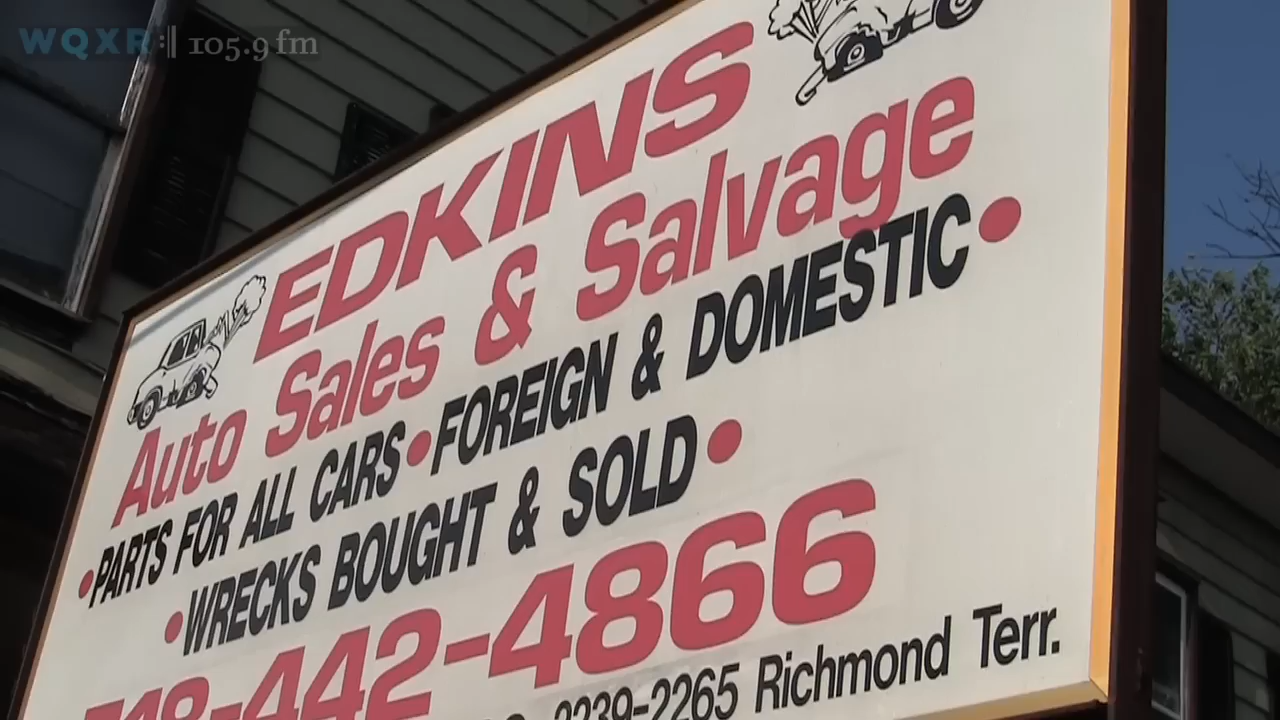 WQXR 105.9 fm
EDKINS
Auto Sales & Salvage
•PARTS FOR ALL CARS•FOREIGN & DOMESTIC•
•WRECKS BOUGHT & SOLD•
718-442-4866
2239-2265 Richmond Terr.